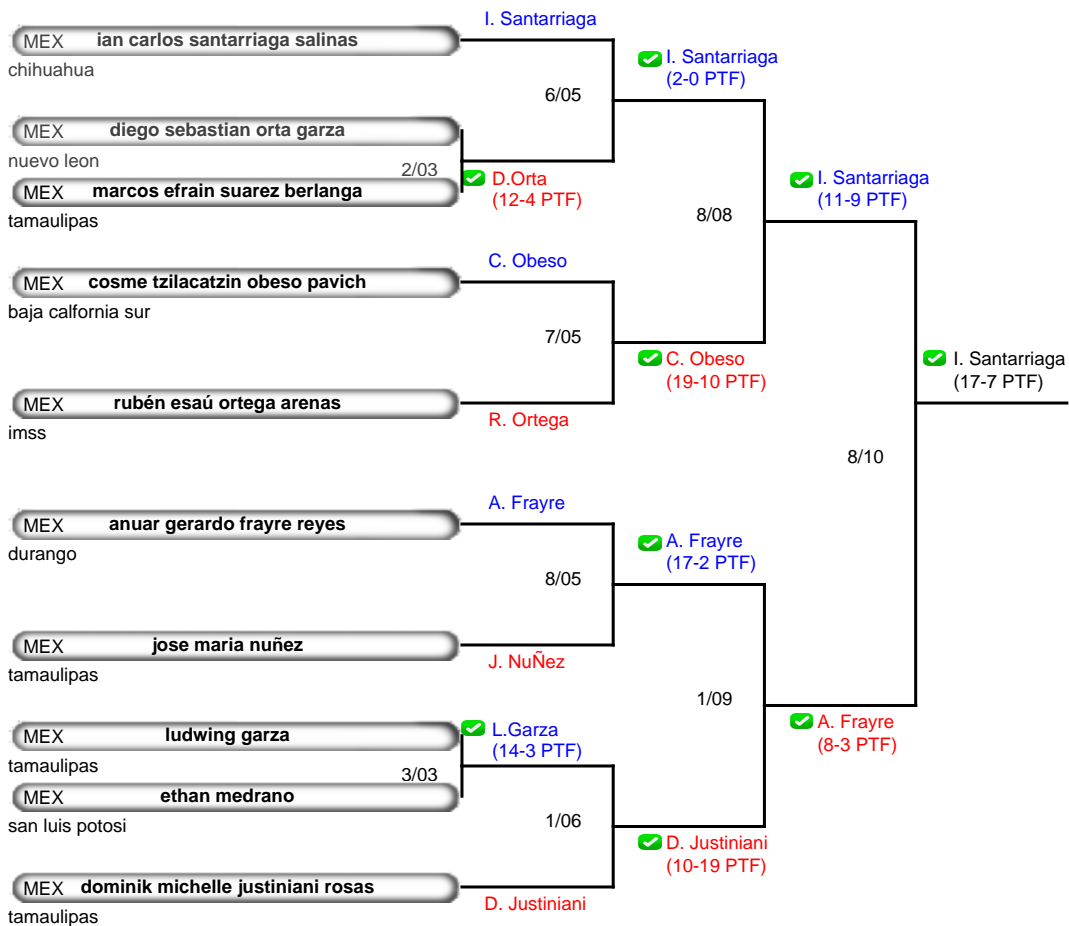 I. Santarriaga
MEX ian carlos santarriaga salinas
chihuahua
I. Santarriaga
(2-0 PTF)
6/05
MEX diego sebastian orta garza
nuevo leon
2/03
MEX marcos efrain suarez berlanga
tamaulipas
D.Orta
(12-4 PTF)
I. Santarriaga
(11-9 PTF)
8/08
C. Obeso
MEX cosme tzilacatzin obeso pavich
baja calfornia sur
7/05
C. Obeso
(19-10 PTF)
I. Santarriaga
(17-7 PTF)
MEX rubén esaú ortega arenas
imss
R. Ortega
8/10
A. Frayre
MEX anuar gerardo frayre reyes
durango
A. Frayre
(17-2 PTF)
8/05
MEX jose maria nuñez
tamaulipas
J. NuÑez
1/09
MEX ludwing garza
tamaulipas
L.Garza
(14-3 PTF)
A. Frayre
(8-3 PTF)
3/03
MEX ethan medrano
san luis potosi
1/06
D. Justiniani
(10-19 PTF)
MEX dominik michelle justiniani rosas
tamaulipas
D. Justiniani